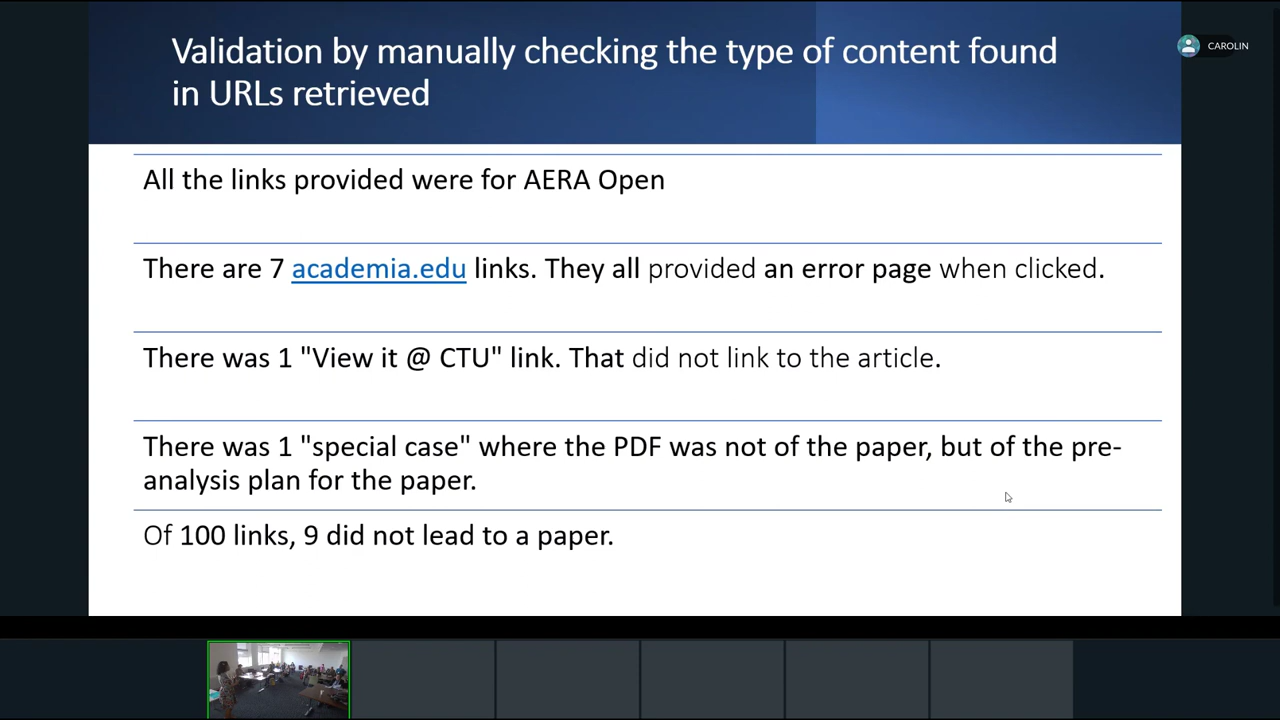 Validation by manually checking the type of content found
in URLs retrieved
CAROLIN
All the links provided were for AERA Open
There are 7 academia.edu links. They all provided an error page when clicked.
There was 1 "View it @ CTU" link. That did not link to the article.
There was 1 "special case" where the PDF was not of the paper, but of the pre-
analysis plan for the paper.
Of 100 links, 9 did not lead to a paper.